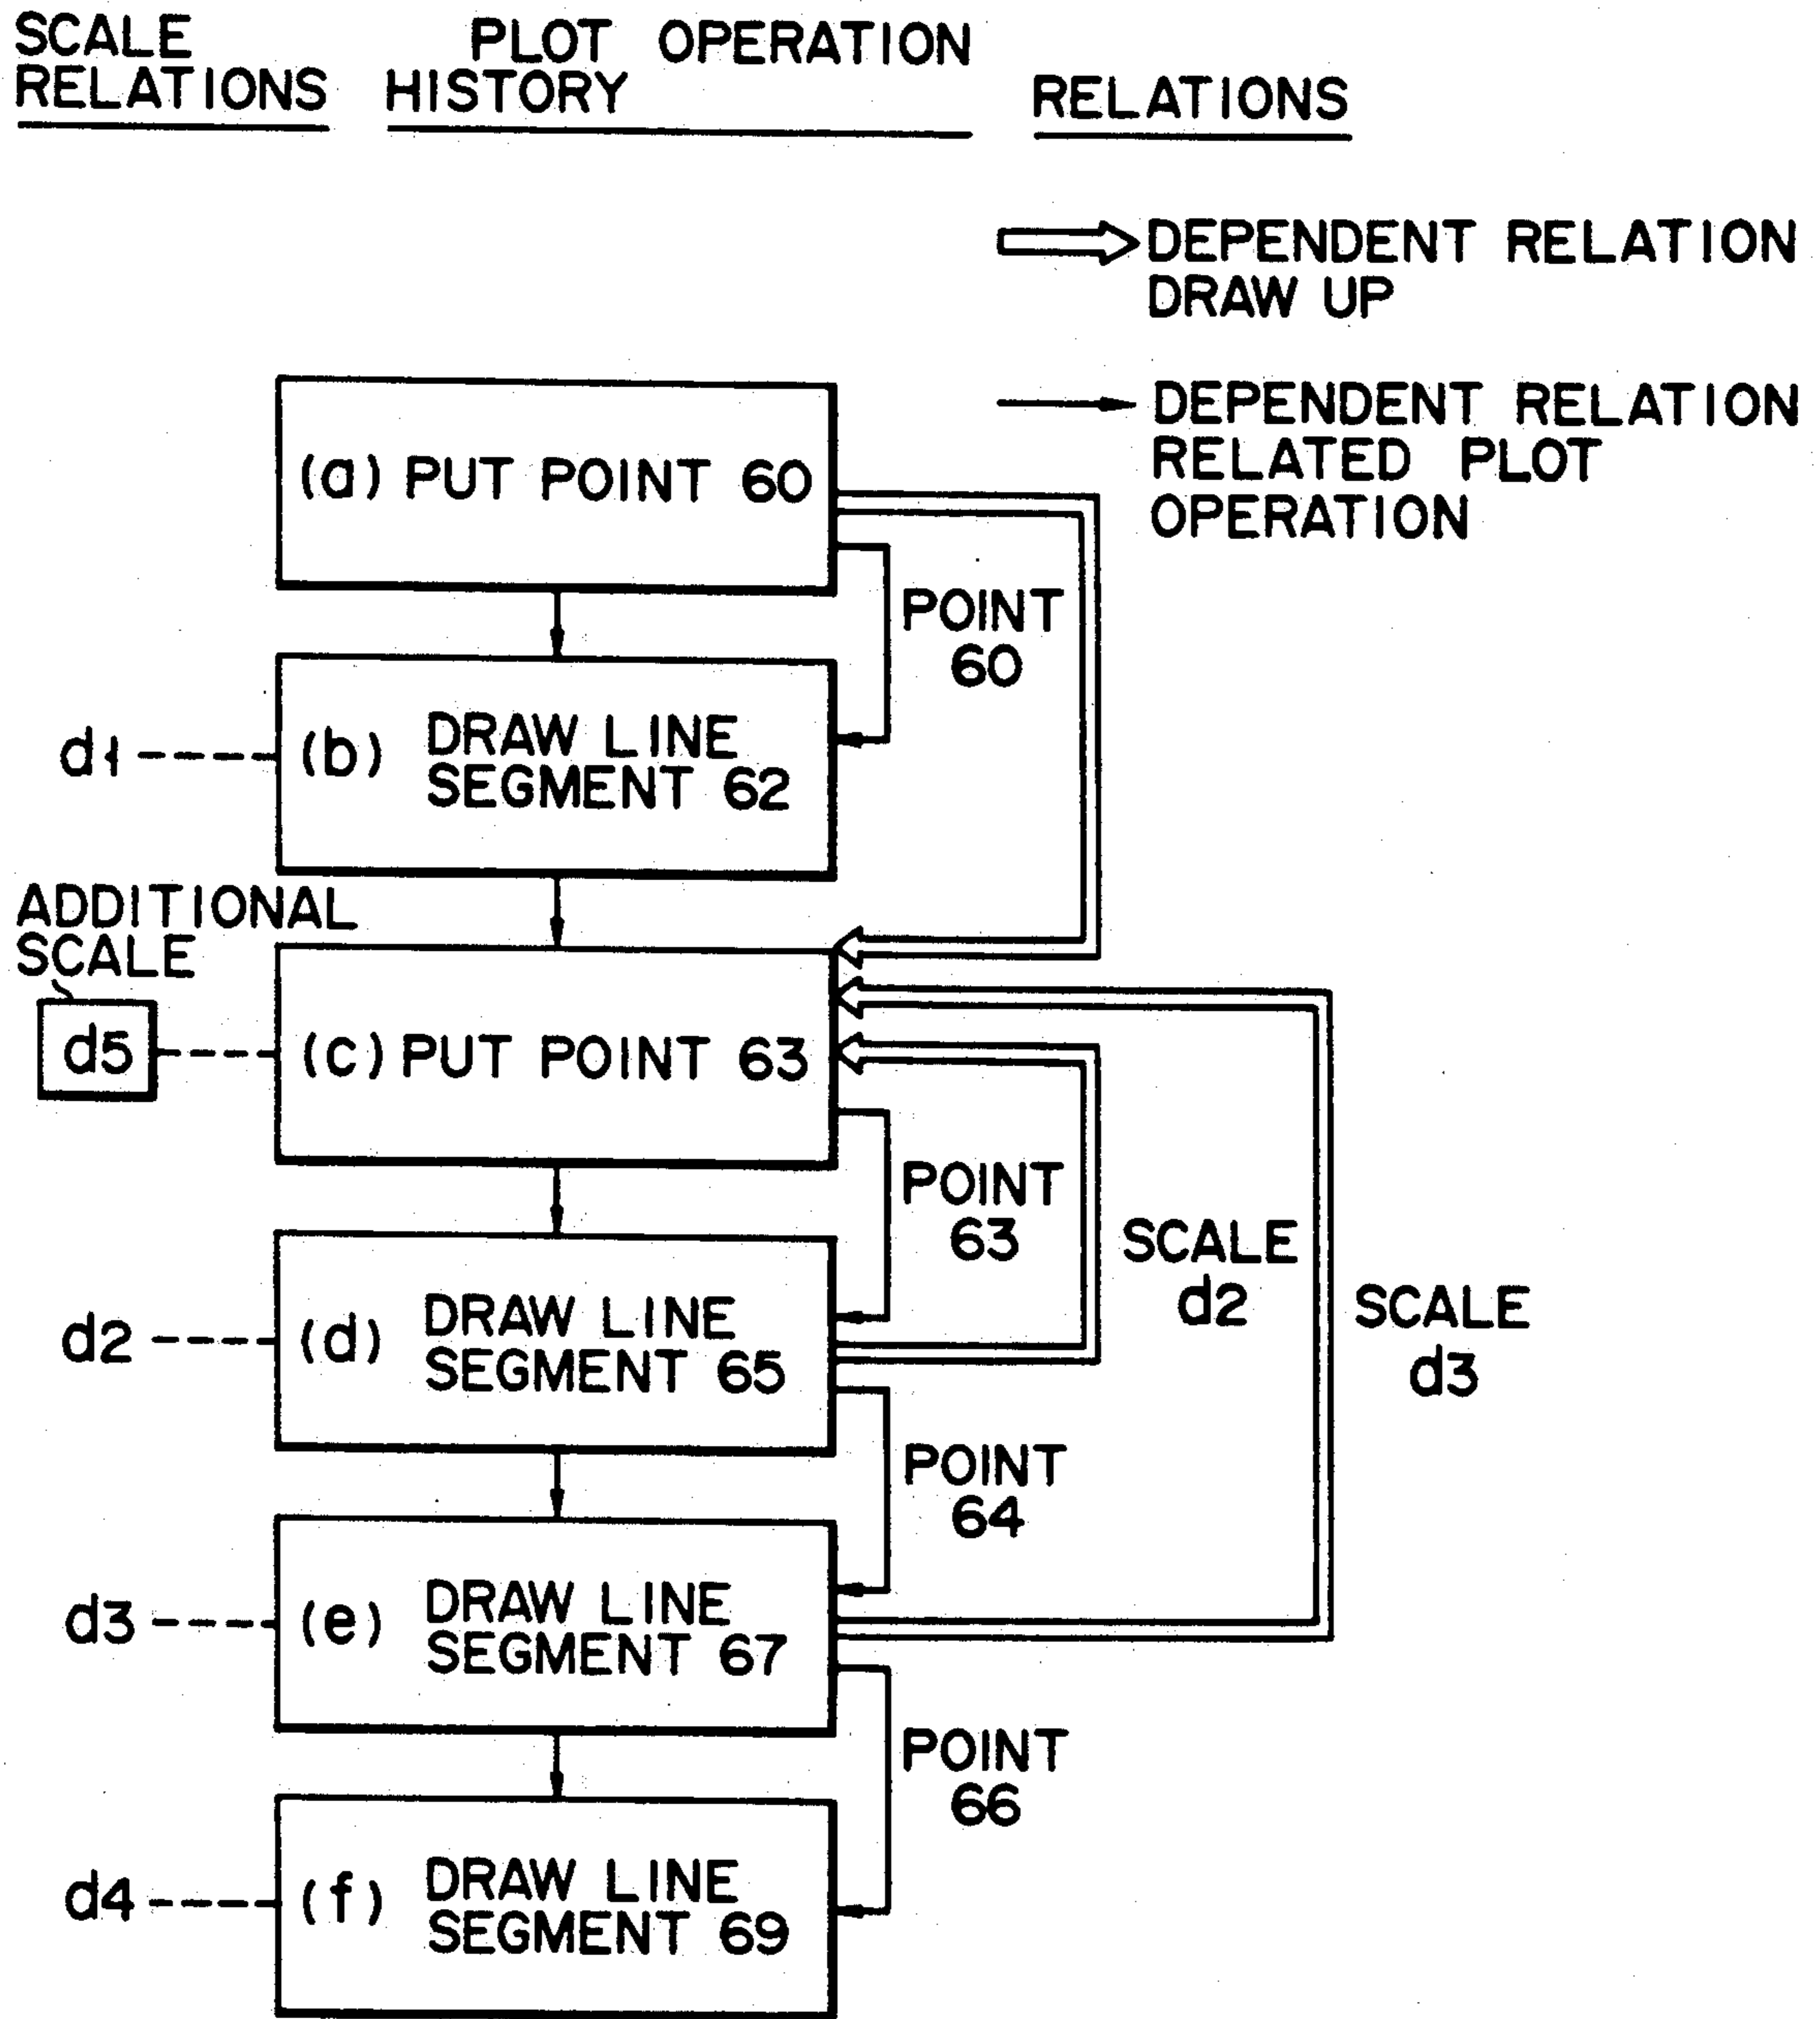 SCALE
RELATIONS
PLOT OPERATION
HISTORY
RELATIONS
DEPENDENT RELATION
DRAW UP
DEPENDENT RELATION
RELATED PLOT
OPERATION
(a) PUT POINT 60
POINT
60
d1
(b) DRAW LINE
SEGMENT 62
ADDITIONAL
SCALE
d5
(c) PUT POINT 63
POINT
63
SCALE
d2
SCALE
d3
d2
(d) DRAW LINE
SEGMENT 65
POINT
64
d3
(e) DRAW LINE
SEGMENT 67
POINT
66
d4
(f) DRAW LINE
SEGMENT 69